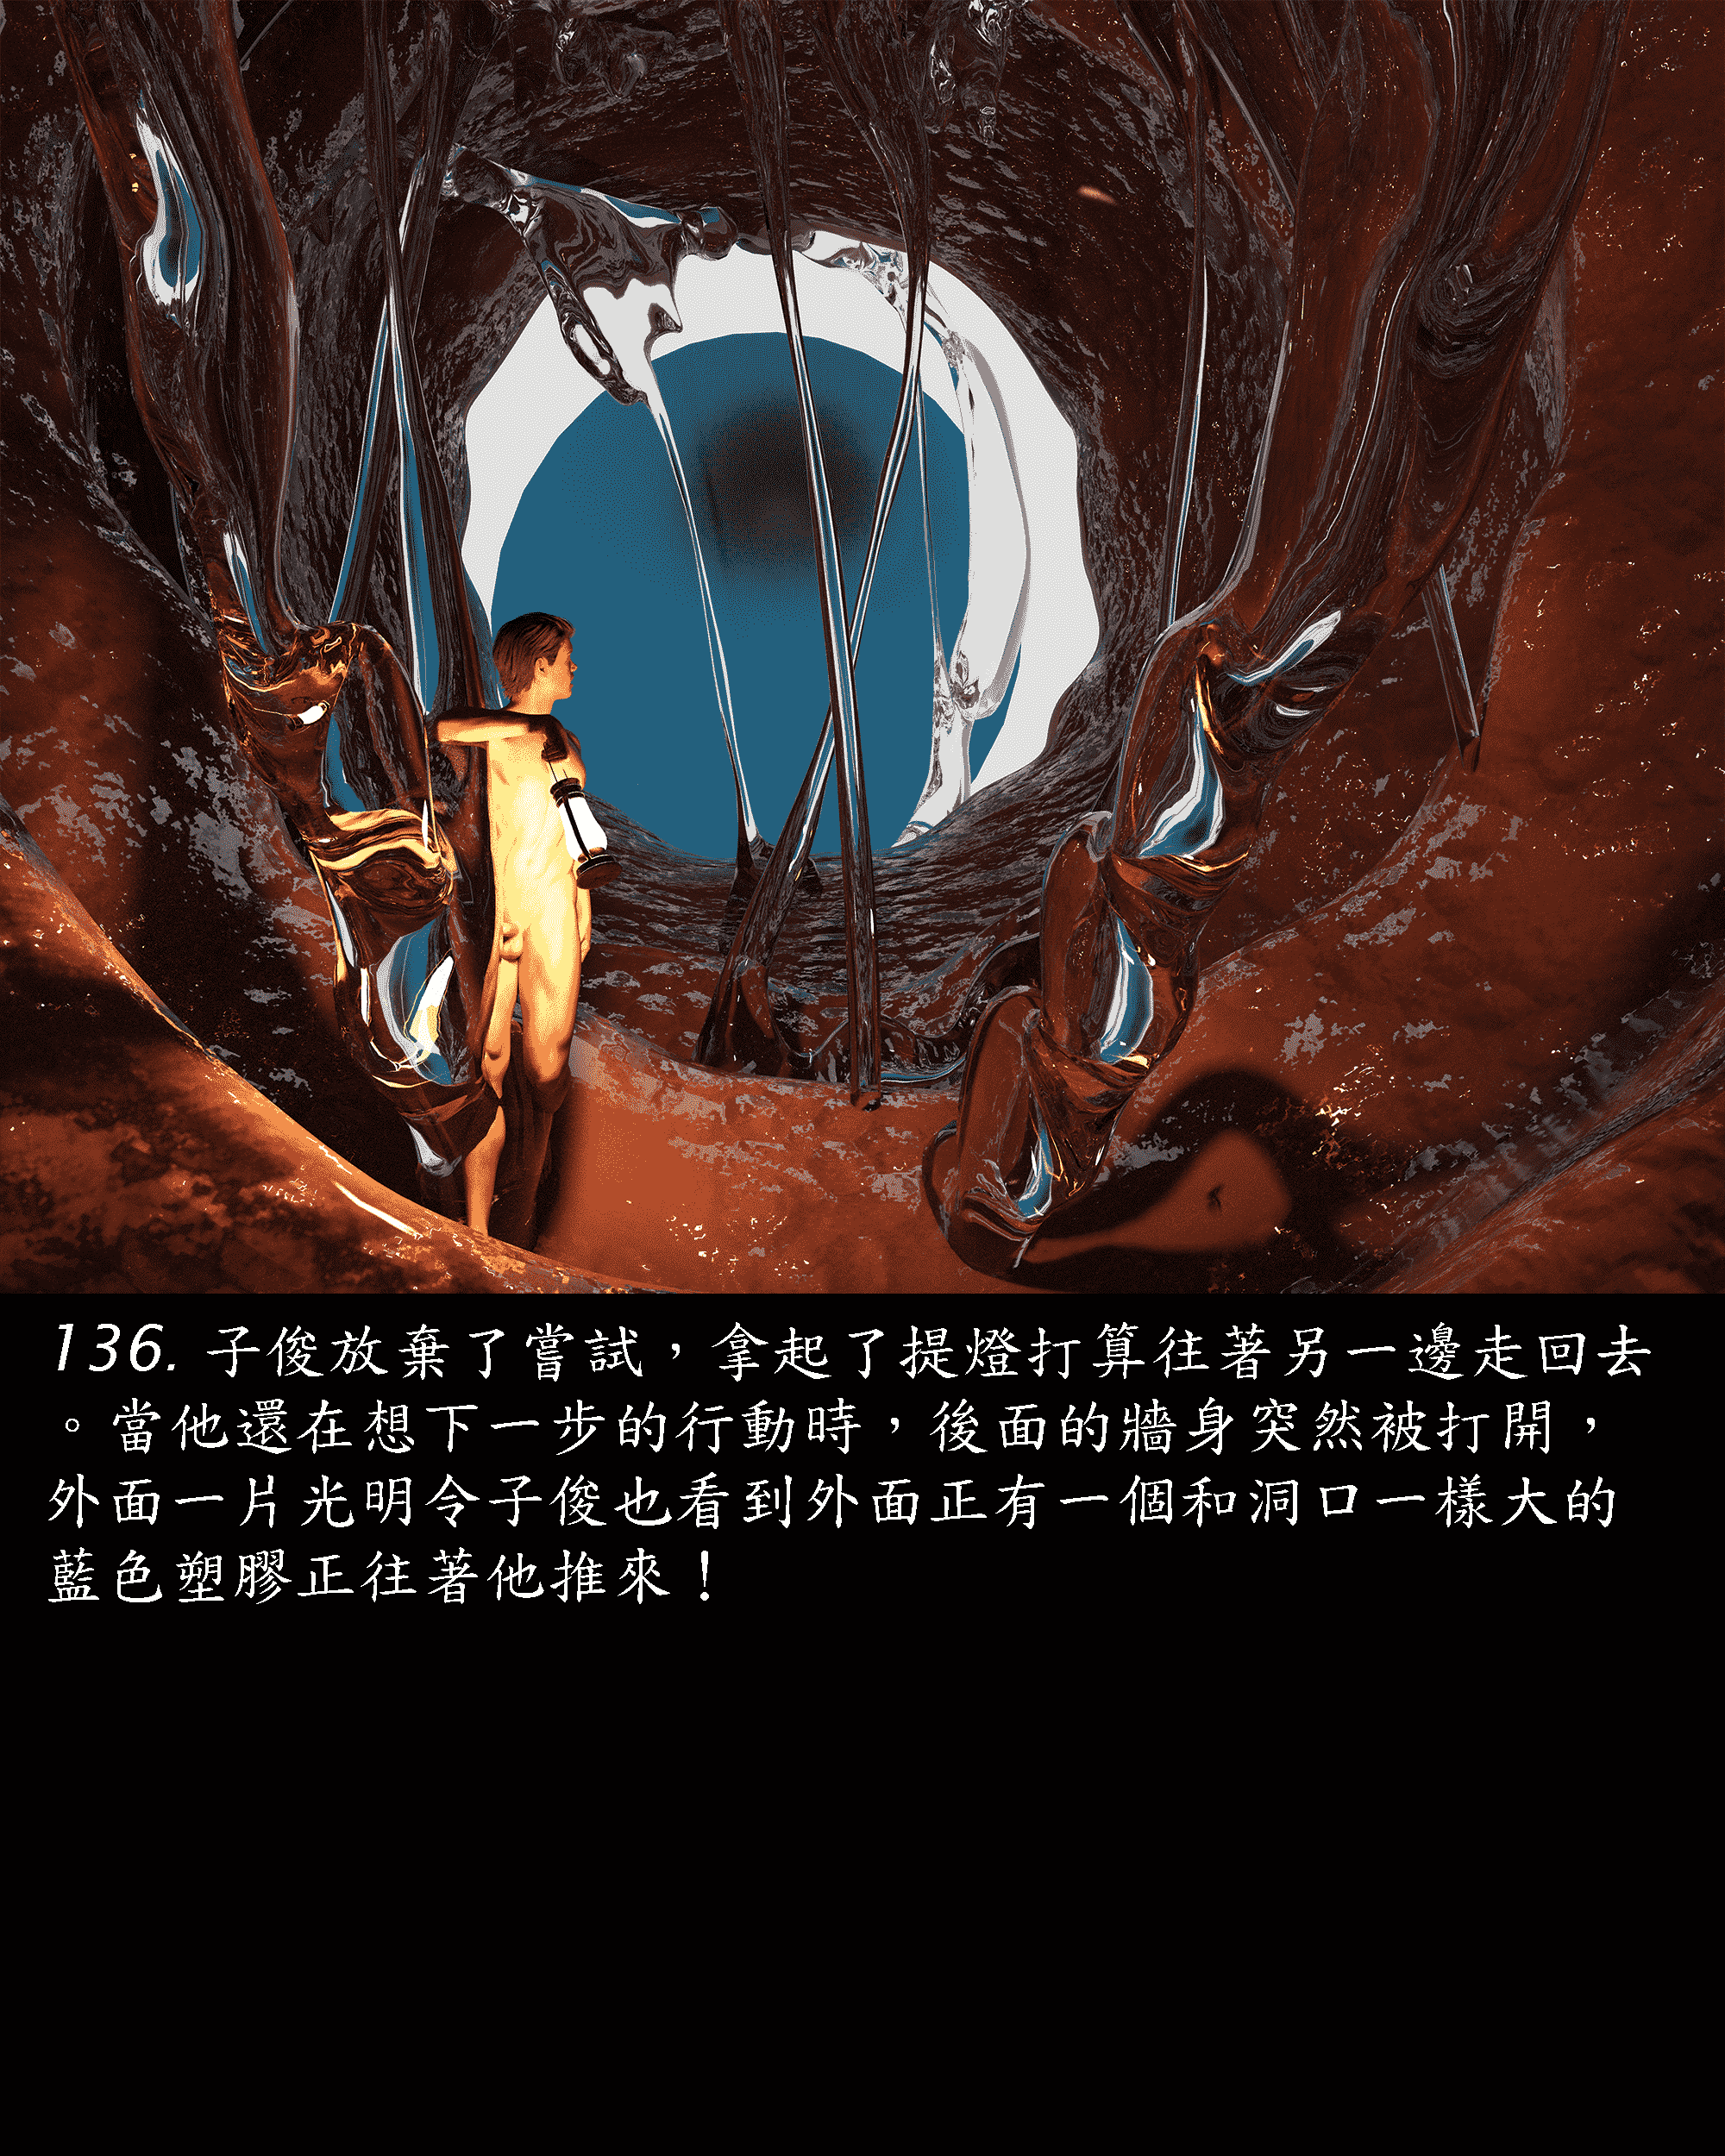 136. 子俊放棄了嘗試，拿起了提燈打算往著另一邊走回去
。當他還在想下一步的行動時，後面的牆身突然被打開，
外面一片光明令子俊也看到外面正有一個和洞口一樣大的
藍色塑膠正往著他推來！